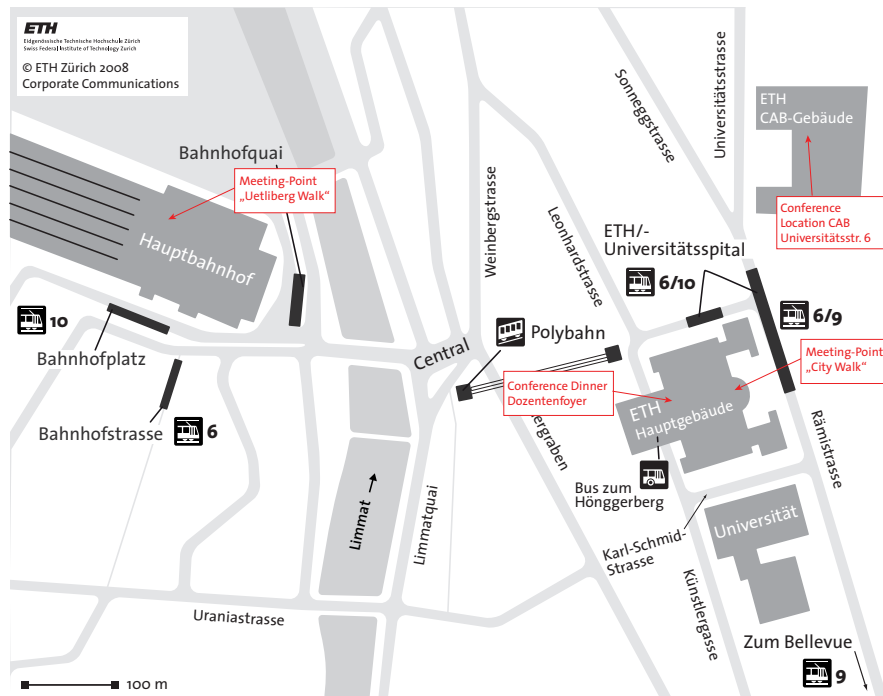 ETH
Eidgenössische Technische Hochschule Zürich
Swiss Federal Institute of Technology Zurich
© ETH Zürich 2008
Corporate Communications
Bahnhofquai
Meeting-Point
„Uetliberg Walk“
Hauptbahnhof
10
Bahnhofplatz
Bahnhofstrasse
6
Limmat
Limmatquai
Uraniastrasse
100 m
Central
Weinbergstrasse
Polybahn
Conference Dinner
Dozentenfoyer
ergraben
Leonhardstrasse
Sonneggstrasse
Universitätsstrasse
ETH
CAB-Gebäude
Conference
Location CAB
Universitätsstr. 6
ETH/-
Universitätsspital
6/10
6/9
Meeting-Point
„City Walk“
ETH
Hauptgebäude
Bus zum
Hönggerberg
Rämistrasse
Karl-Schmid-
Strasse
Universität
Künstlergasse
Zum Bellevue
9